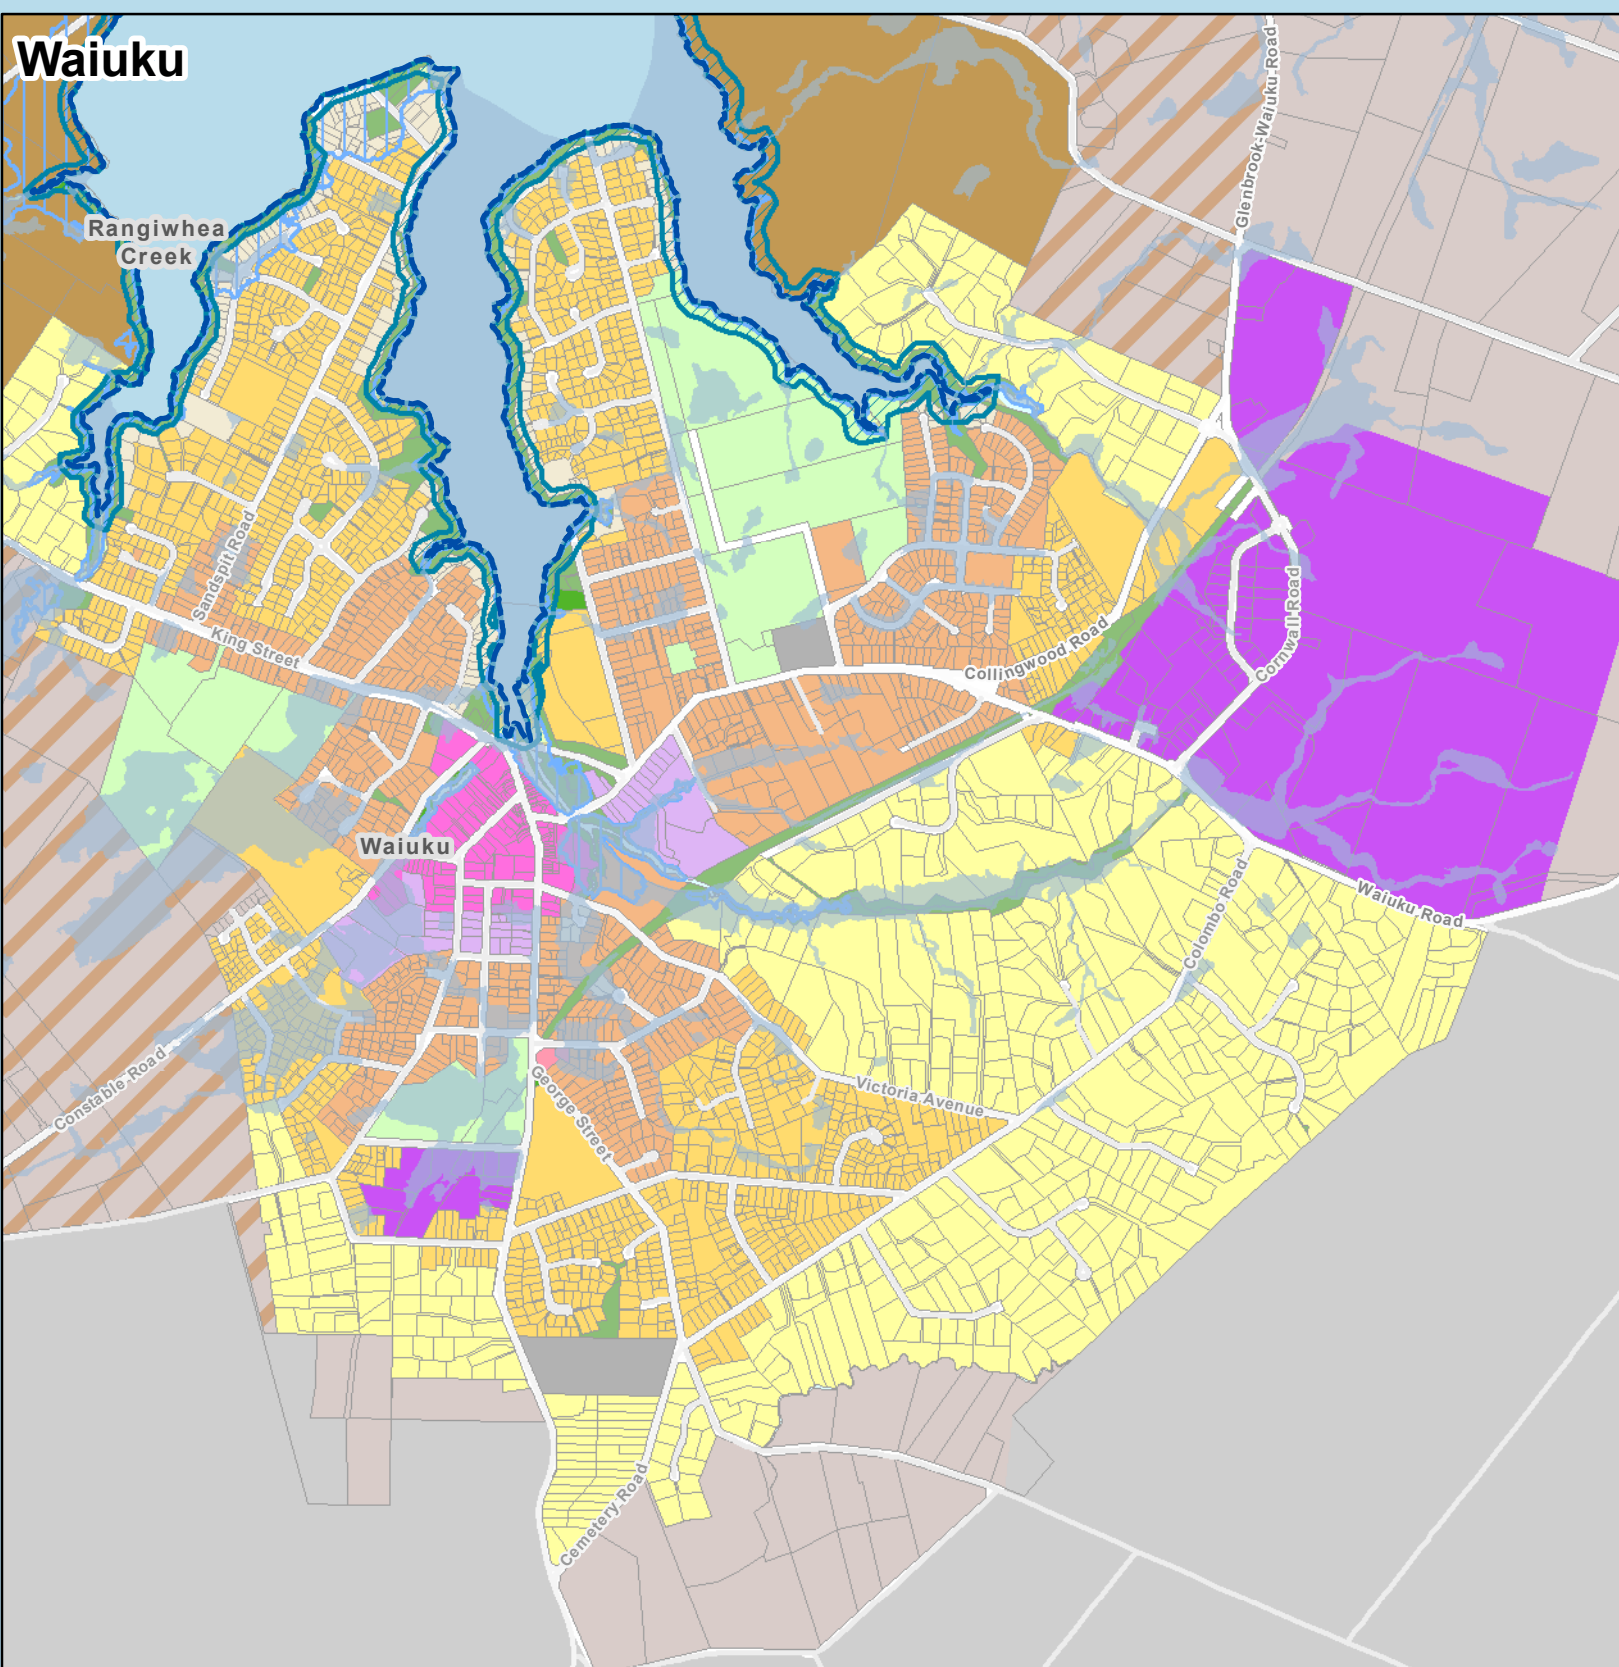 Waiuku
Glenbrook-Waiuku Road
Rangiwhea
Creek
Sandspit Road
King Street
Collingwood Road
Cornwall Road
Waiuku
Waiuku Road
Colombo Road
Constable Road
George Street
Victoria Avenue
Cemetery Road